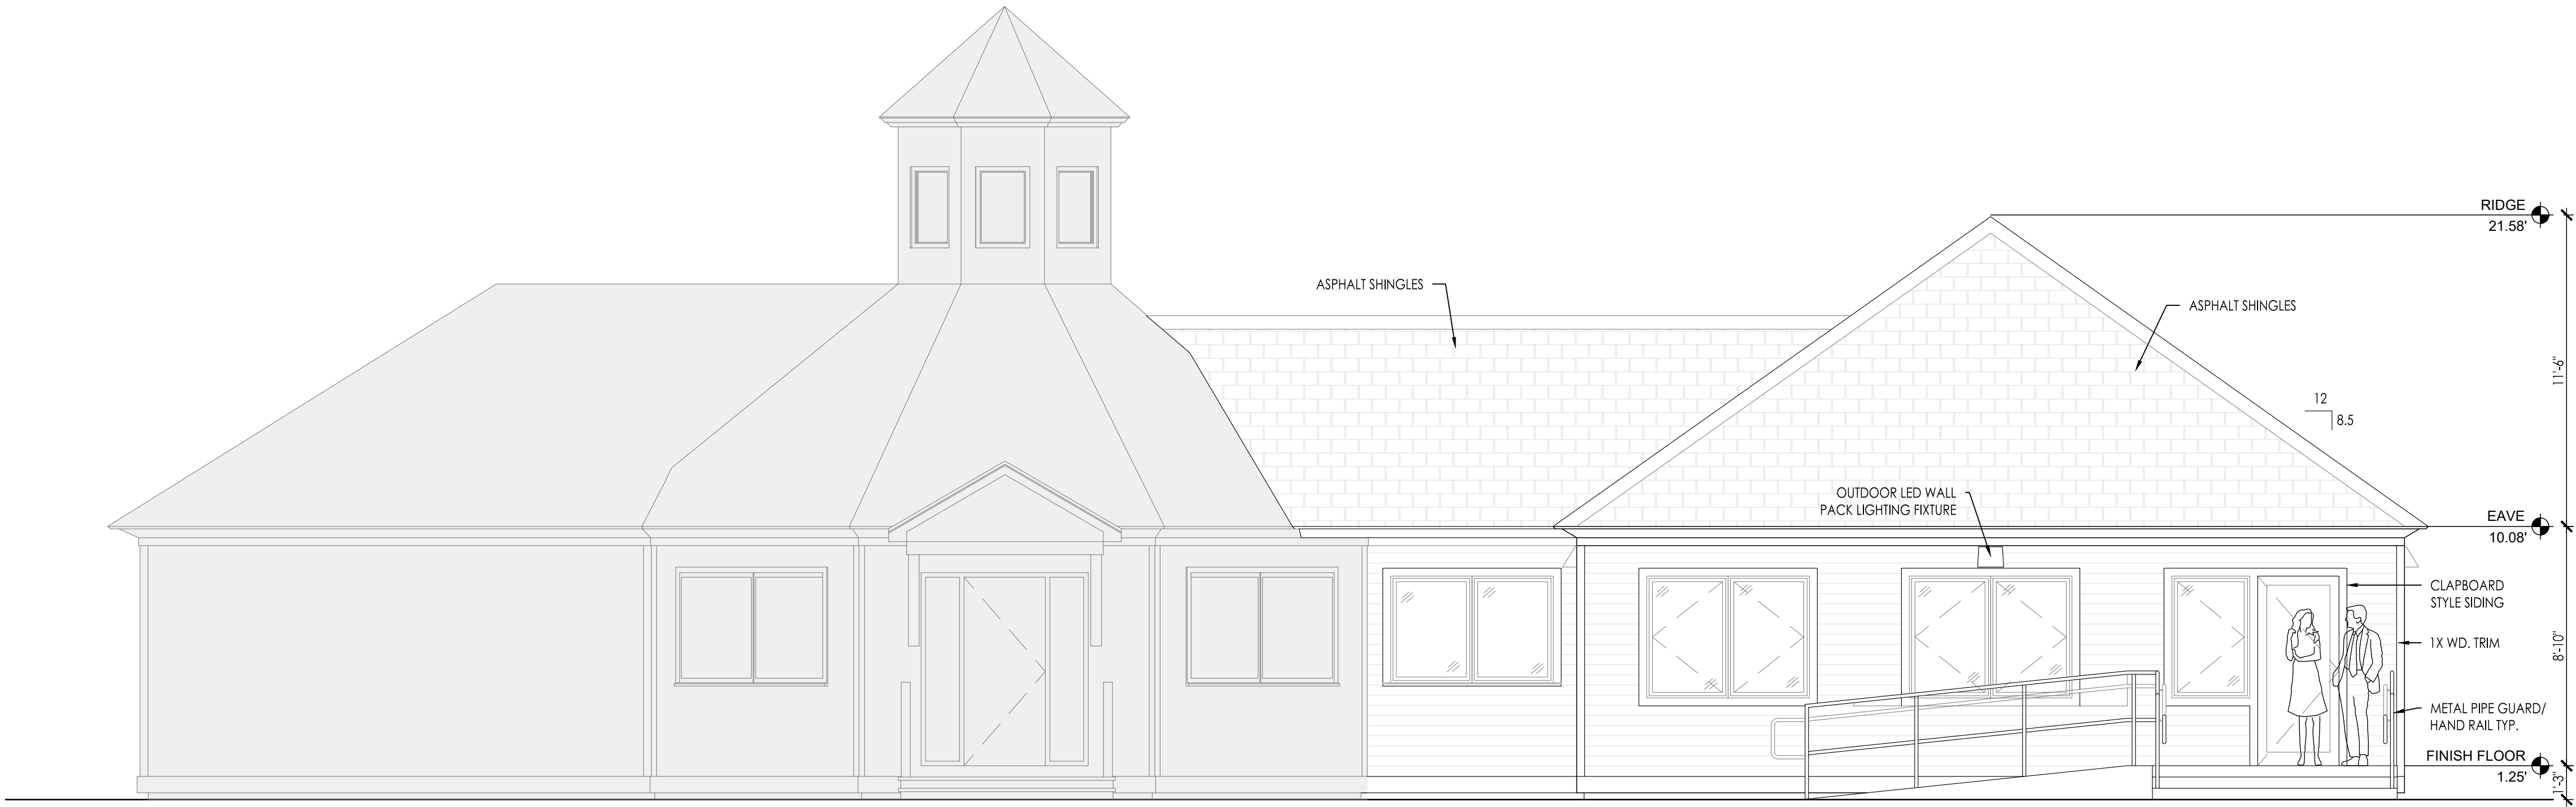 RIDGE
21.58'
ASPHALT SHINGLES
ASPHALT SHINGLES
11'-6"
12
8.5
OUTDOOR LED WALL
PACK LIGHTING FIXTURE
EAVE
10.08'
CLAPBOARD
STYLE SIDING
1X WD. TRIM
8'-10"
METAL PIPE GUARD/
HAND RAIL TYP.
FINISH FLOOR
1.25'
1'-3"